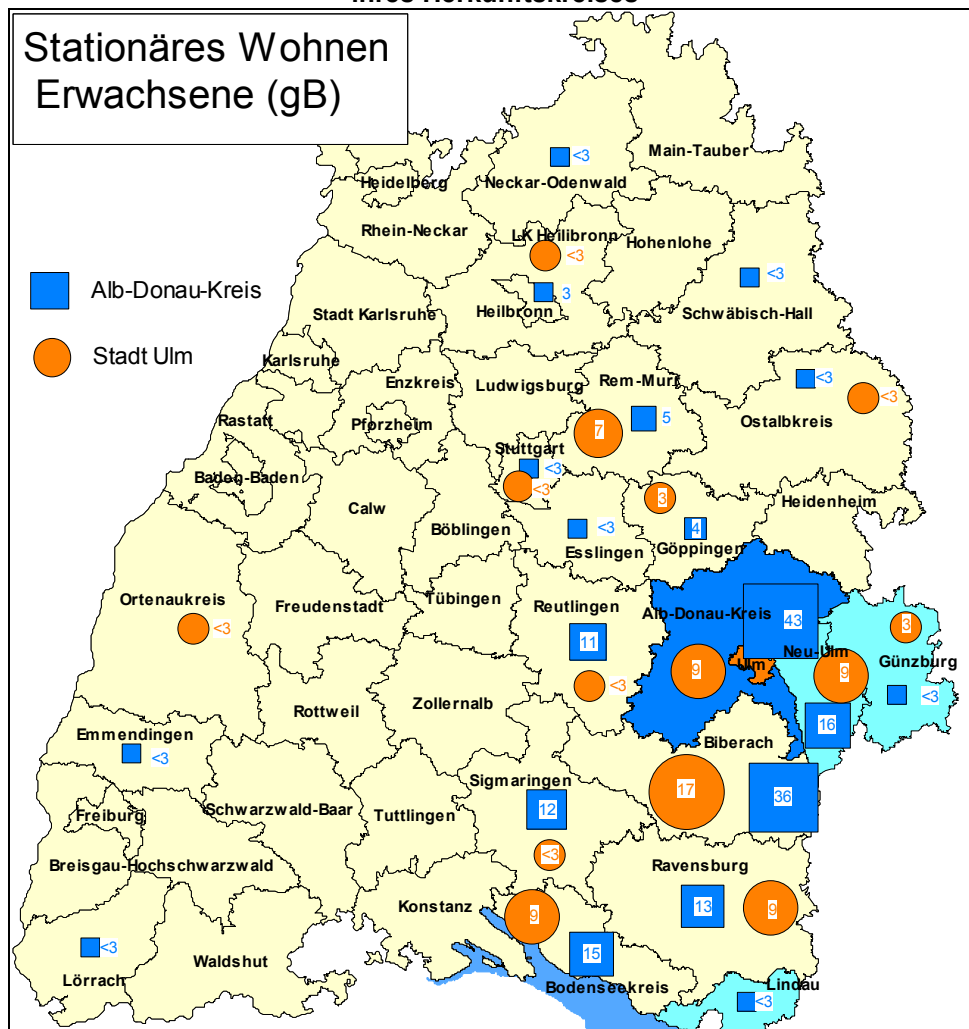 Stationäres Wohnen
Erwachsene (gB)
Alb-Donau-Kreis
Stadt Ulm
Main-Tauber
<3
Heidelberg
Neckar-Odenwald
Rhein-Neckar
LK Heilibronn
Hohenlohe
<3
<3
3
Heilbronn
Schwäbisch-Hall
Stadt Karlsruhe
Karlsruhe
Enzkreis
Ludwigsburg
Rem-Murr
<3
<3
Rastatt
Pforzheim
7
5
Ostalbkreis
Stuttgart
<3
<3
Baden-Baden
Calw
Böblingen
<3
Esslingen
3
4
Göppingen
Heidenheim
Ortenaukreis
<3
Freudenstadt
Tübingen
Reutlingen
11
<3
Alb-Donau-Kreis
43
9
Ulm
Neu-Ulm
9
3
Günzburg
<3
16
Rottweil
Zollernalb
Emmendingen
<3
Biberach
17
36
Sigmaringen
12
<3
Freiburg
Schwarzwald-Baar
Tuttlingen
Breisgau-Hochschwarzwald
Ravensburg
13
9
Konstanz
9
15
Bodenseekreis
<3
Lörrach
Waldshut
Lindau
<3